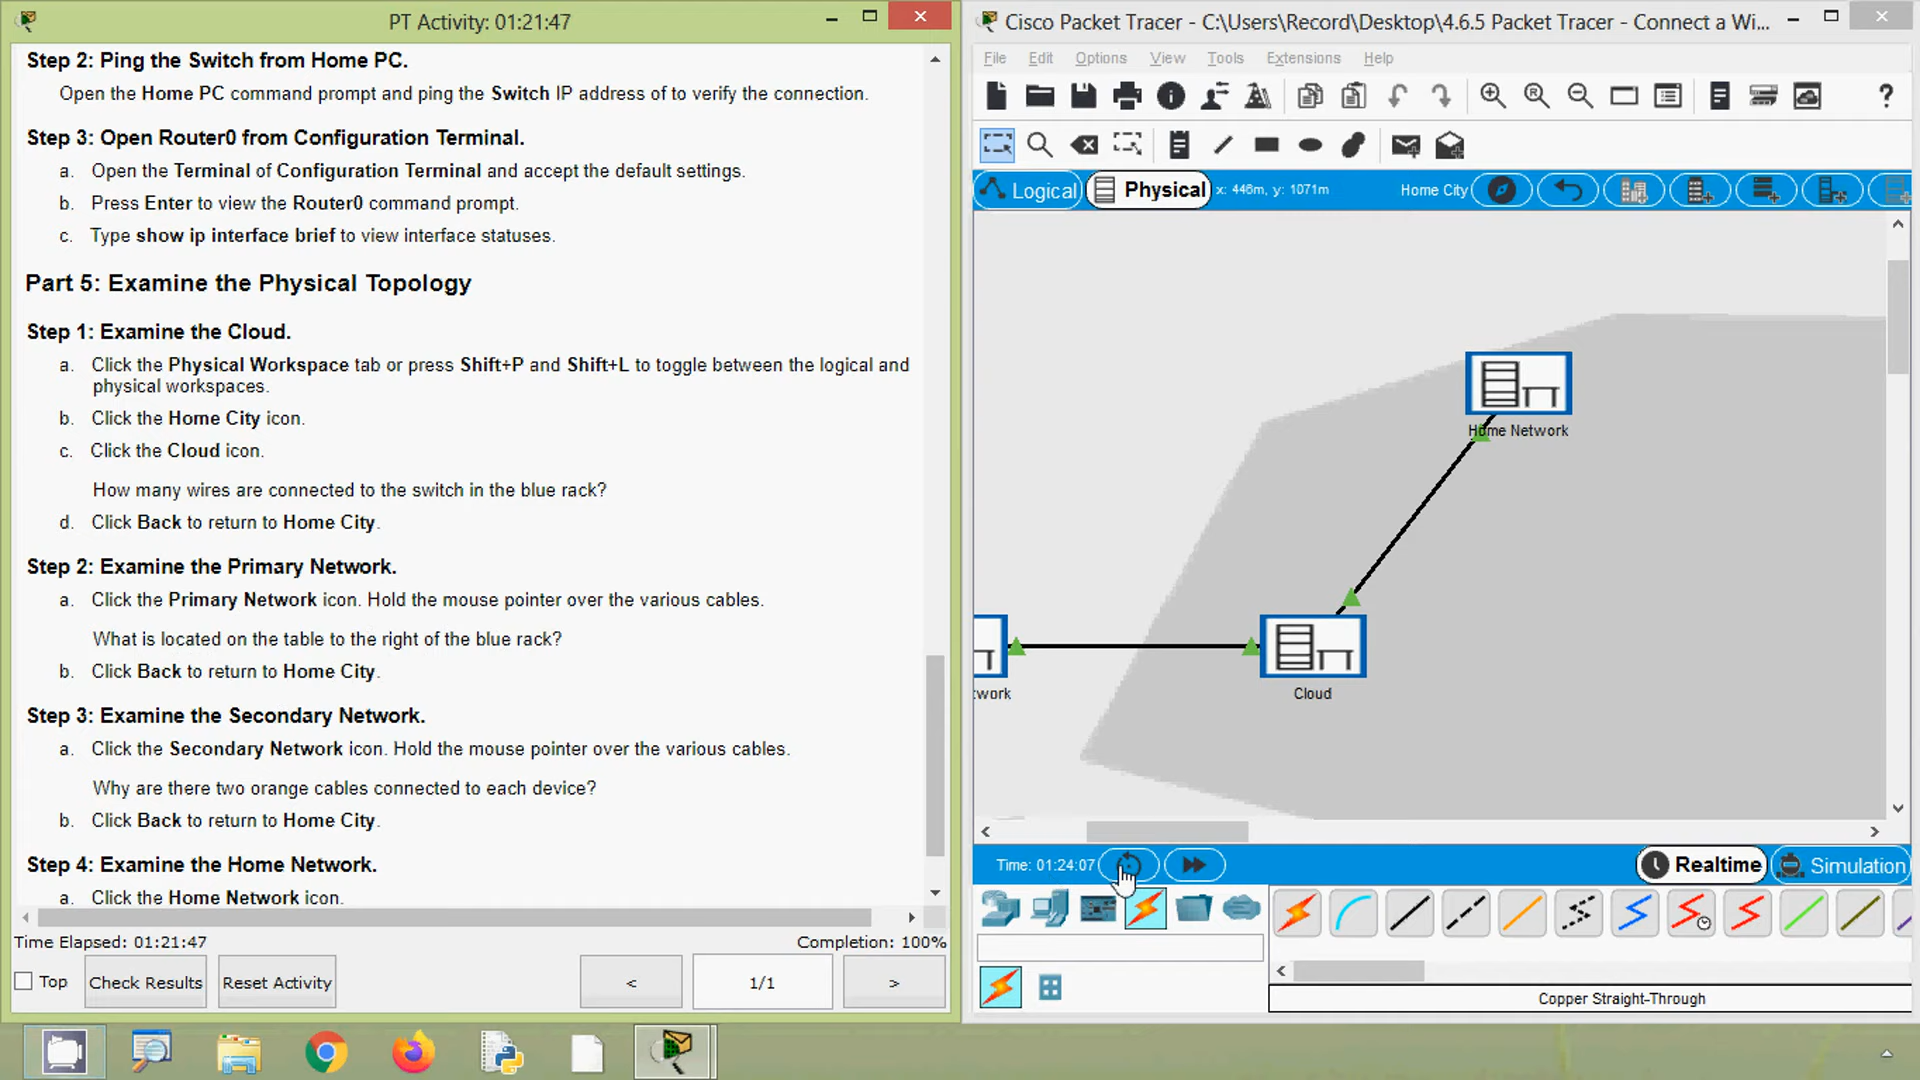 PT Activity: 01:21:47
Step 2: Ping the Switch from Home PC.
Open the Home PC command prompt and ping the Switch IP address of to verify the connection.
Step 3: Open Router0 from Configuration Terminal.
a. Open the Terminal of Configuration Terminal and accept the default settings.
b. Press Enter to view the Router0 command prompt.
c. Type show ip interface brief to view interface statuses.
Part 5: Examine the Physical Topology
Step 1: Examine the Cloud.
a. Click the Physical Workspace tab or press Shift+P and Shift+L to toggle between the logical and
physical workspaces.
b. Click the Home City icon.
c. Click the Cloud icon.
How many wires are connected to the switch in the blue rack?
d. Click Back to return to Home City.
Step 2: Examine the Primary Network.
a. Click the Primary Network icon. Hold the mouse pointer over the various cables.
What is located on the table to the right of the blue rack?
b. Click Back to return to Home City.
Step 3: Examine the Secondary Network.
a. Click the Secondary Network icon. Hold the mouse pointer over the various cables.
Why are there two orange cables connected to each device?
b. Click Back to return to Home City.
Step 4: Examine the Home Network.
a. Click the Home Network icon.
Time Elapsed: 01:21:47 Completion: 100%
Top Check Results Reset Activity < 1/1 >
Cisco Packet Tracer - C:\Users\Record\Desktop\4.6.5 Packet Tracer - Connect a Wi...
File Edit Options View Tools Extensions Help
Logical Physical x: 446m, y: 1071m Home City
Home Network
twork Cloud
Time: 01:24:07 Realtime Simulation
Copper Straight-Through